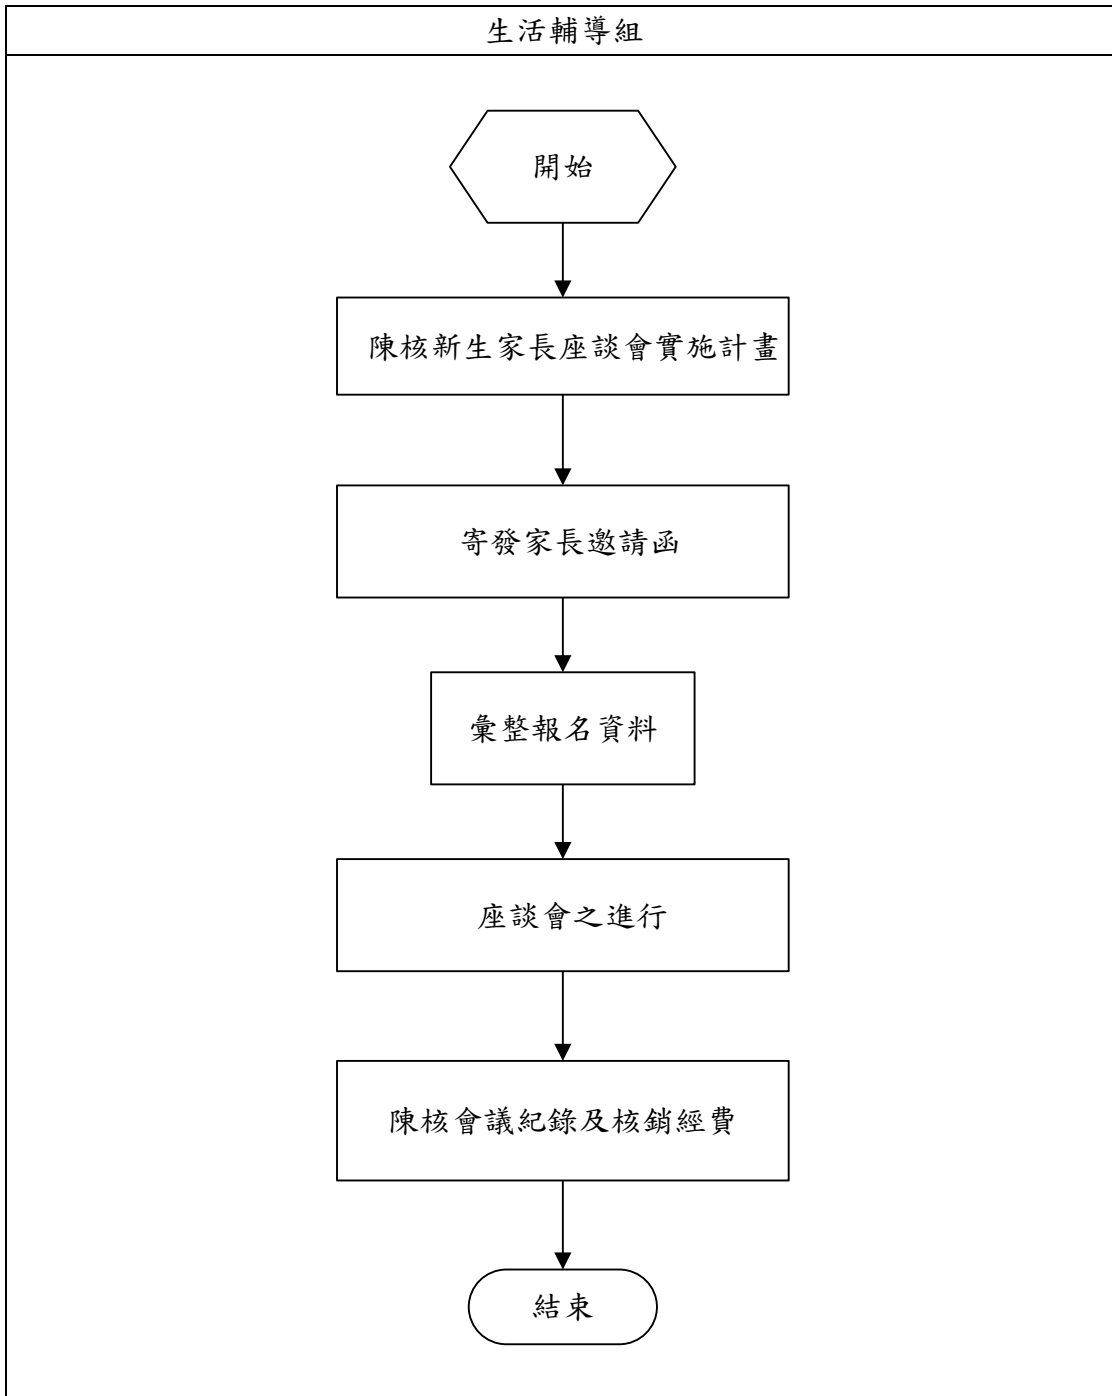 生活輔導組
開始
陳核新生家長座談會實施計畫
寄發家長邀請函
彙整報名資料
座談會之進行
陳核會議紀錄及核銷經費
結束